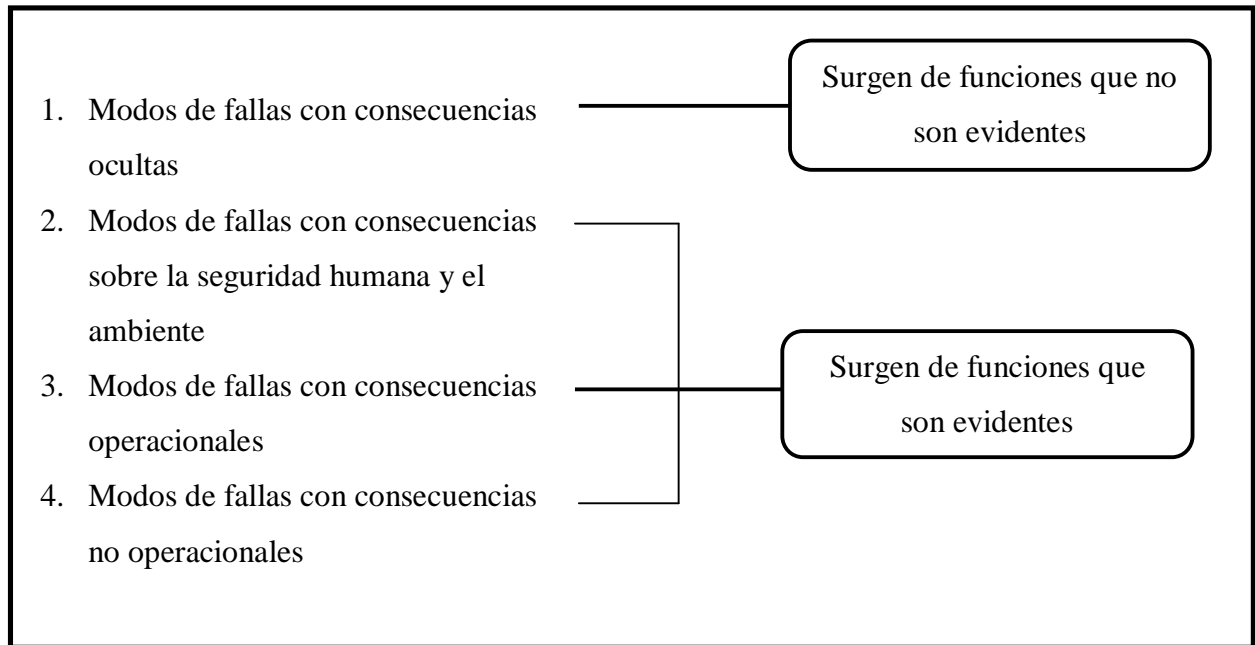 1. Modos de fallas con consecuencias
ocultas
2. Modos de fallas con consecuencias
sobre la seguridad humana y el
ambiente
3. Modos de fallas con consecuencias
operacionales
4. Modos de fallas con consecuencias
no operacionales
Surgen de funciones que no
son evidentes
Surgen de funciones que
son evidentes